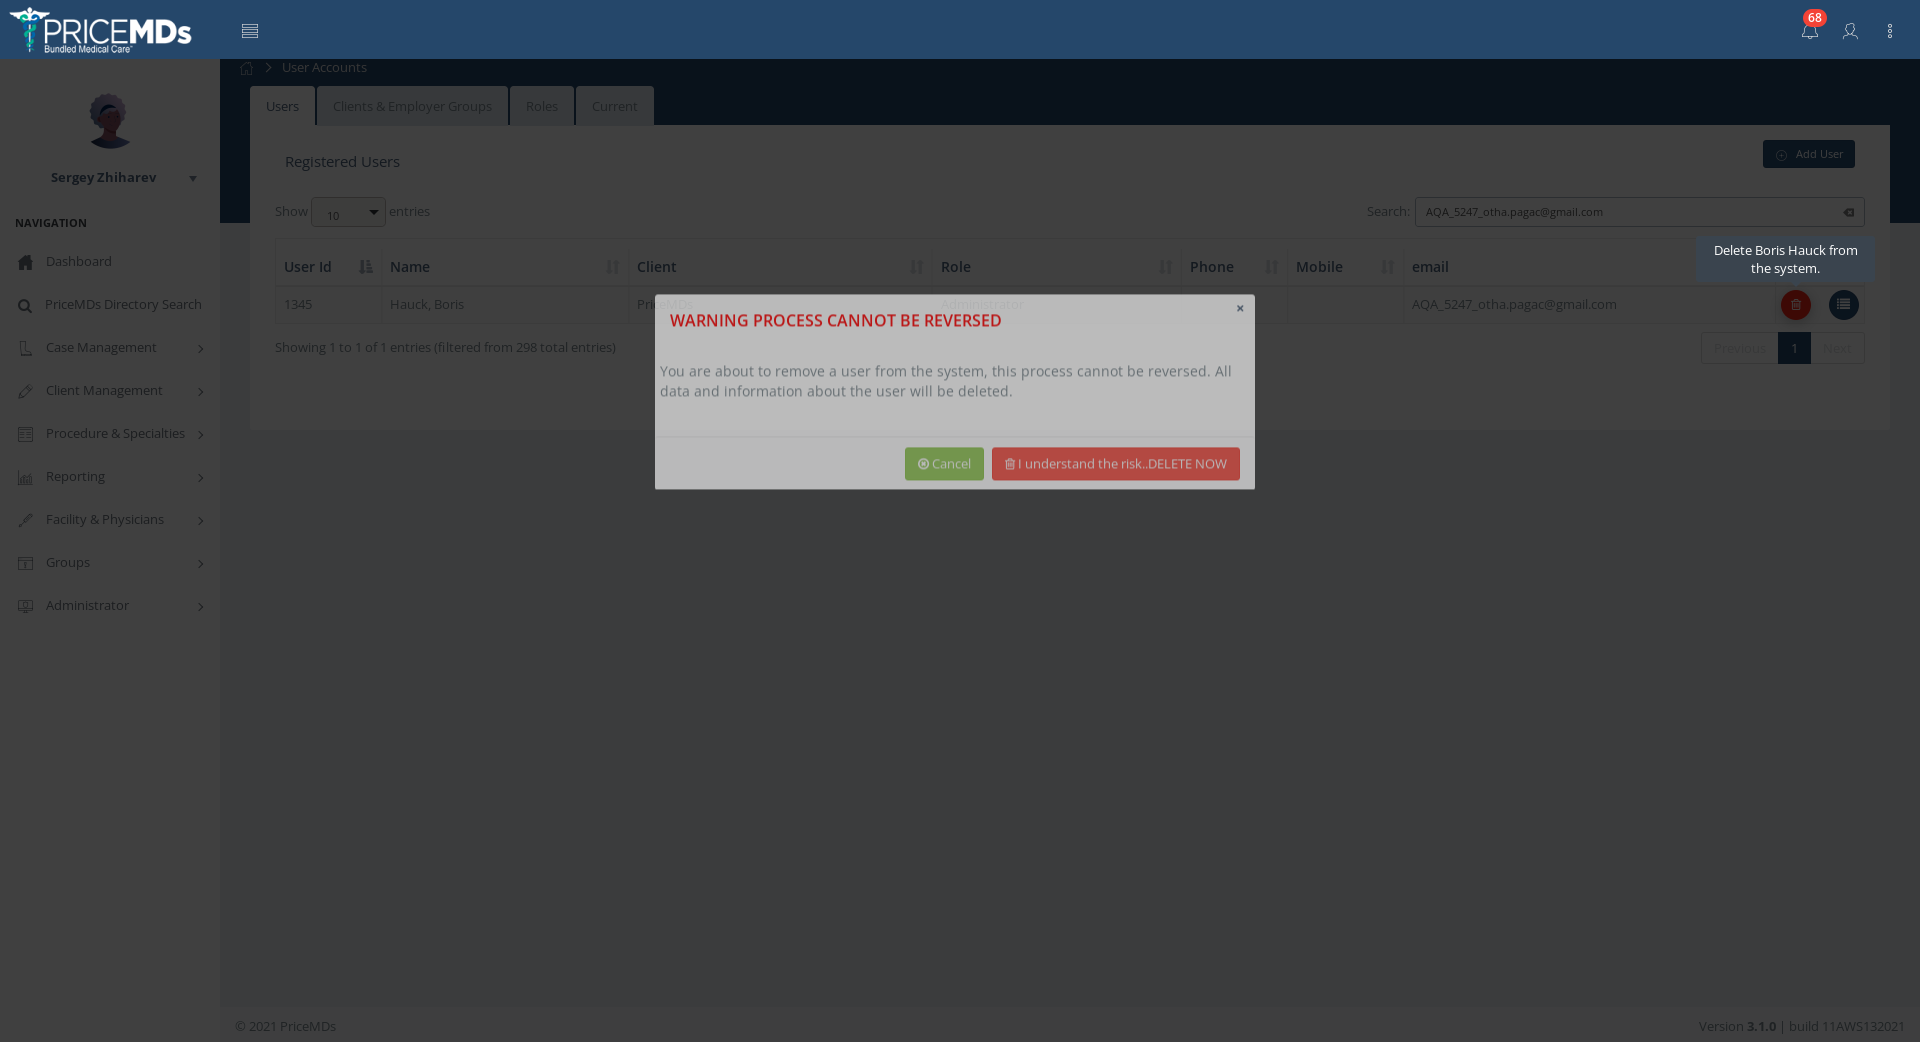 PRICEMDs
Bundled Medical Care
68
User Accounts
Users
Clients & Employer Groups
Roles
Current
Registered Users
Add User
Sergey Zhiharev
Show 10 entries
Search: AQA_5247_otha.pagac@gmail.com
NAVIGATION
Dashboard
PriceMDs Directory Search
Case Management
Client Management
Procedure & Specialties
Reporting
Facility & Physicians
Groups
Administrator
Delete Boris Hauck from
the system.
User Id Name Client Role Phone Mobile email
1345 Hauck, Boris PriceMDs Administrator AQA_5247_otha.pagac@gmail.com
Showing 1 to 1 of 1 entries (filtered from 298 total entries)
Previous 1 Next
×
WARNING PROCESS CANNOT BE REVERSED
You are about to remove a user from the system, this process cannot be reversed. All
data and information about the user will be deleted.
Cancel
I understand the risk..DELETE NOW
© 2021 PriceMDs
Version 3.1.0 | build 11AWS132021